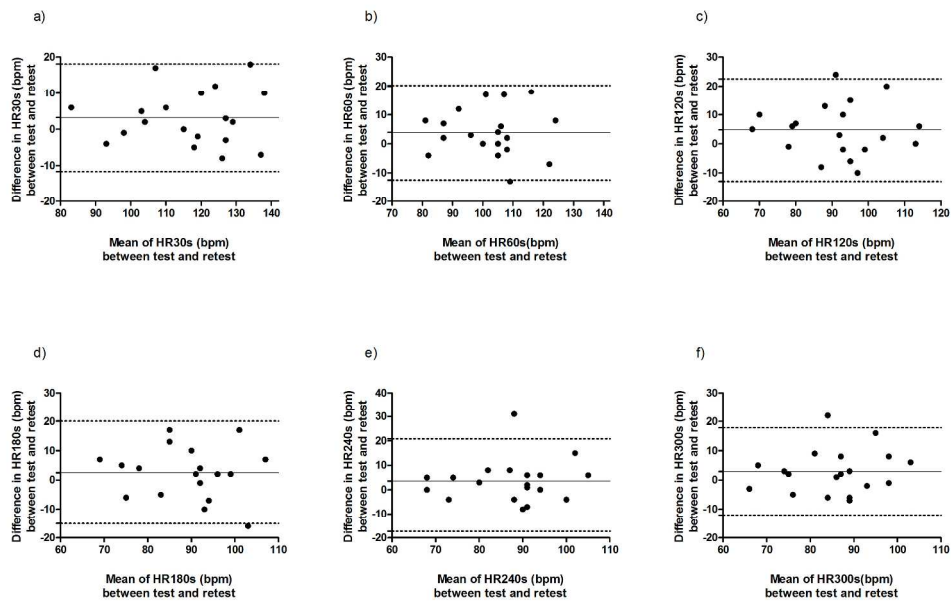 a)
Difference in HR30s (bpm)
between test and retest
20
10
0
-10
-20
80 90 100 110 120 130 140
Mean of HR30s (bpm)
between test and retest
b)
Difference in HR60s (bpm)
between test and retest
30
20
10
0
-10
-20
70 80 90 100 110 120 130 140
Mean of HR60s(bpm)
between test and retest
c)
Difference in HR120s (bpm)
between test and retest
30
20
10
0
-10
-20
60 70 80 90 100 110 120
Mean of HR120s (bpm)
between test and retest
d)
Difference in HR180s (bpm)
between test and retest
30
20
10
0
-10
-20
60 70 80 90 100 110
Mean of HR180s (bpm)
between test and retest
e)
Difference in HR240s (bpm)
between test and retest
40
30
20
10
0
-10
-20
60 70 80 90 100 110
Mean of HR240s (bpm)
between test and retest
f)
Difference in HR300s (bpm)
between test and retest
30
20
10
0
-10
-20
60 70 80 90 100 110
Mean of HR300s(bpm)
between test and retest